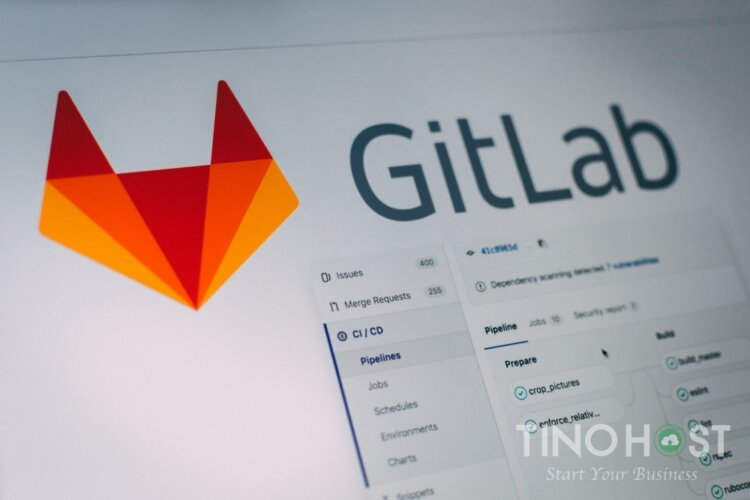 GitLab
Issues 400
Merge Requests 255
CI / CD
Pipelines
Jobs
Schedules
Environments
Charts
Snippets
41c8965d
Dependency scanning detected 7 vulnerabilities
Pipeline Jobs 10 Security report 7
Prepare
crop_pictures
enforce_relativ...
Build
build_master
eslint
lint
rspec
TINOHOST
Start Your Business